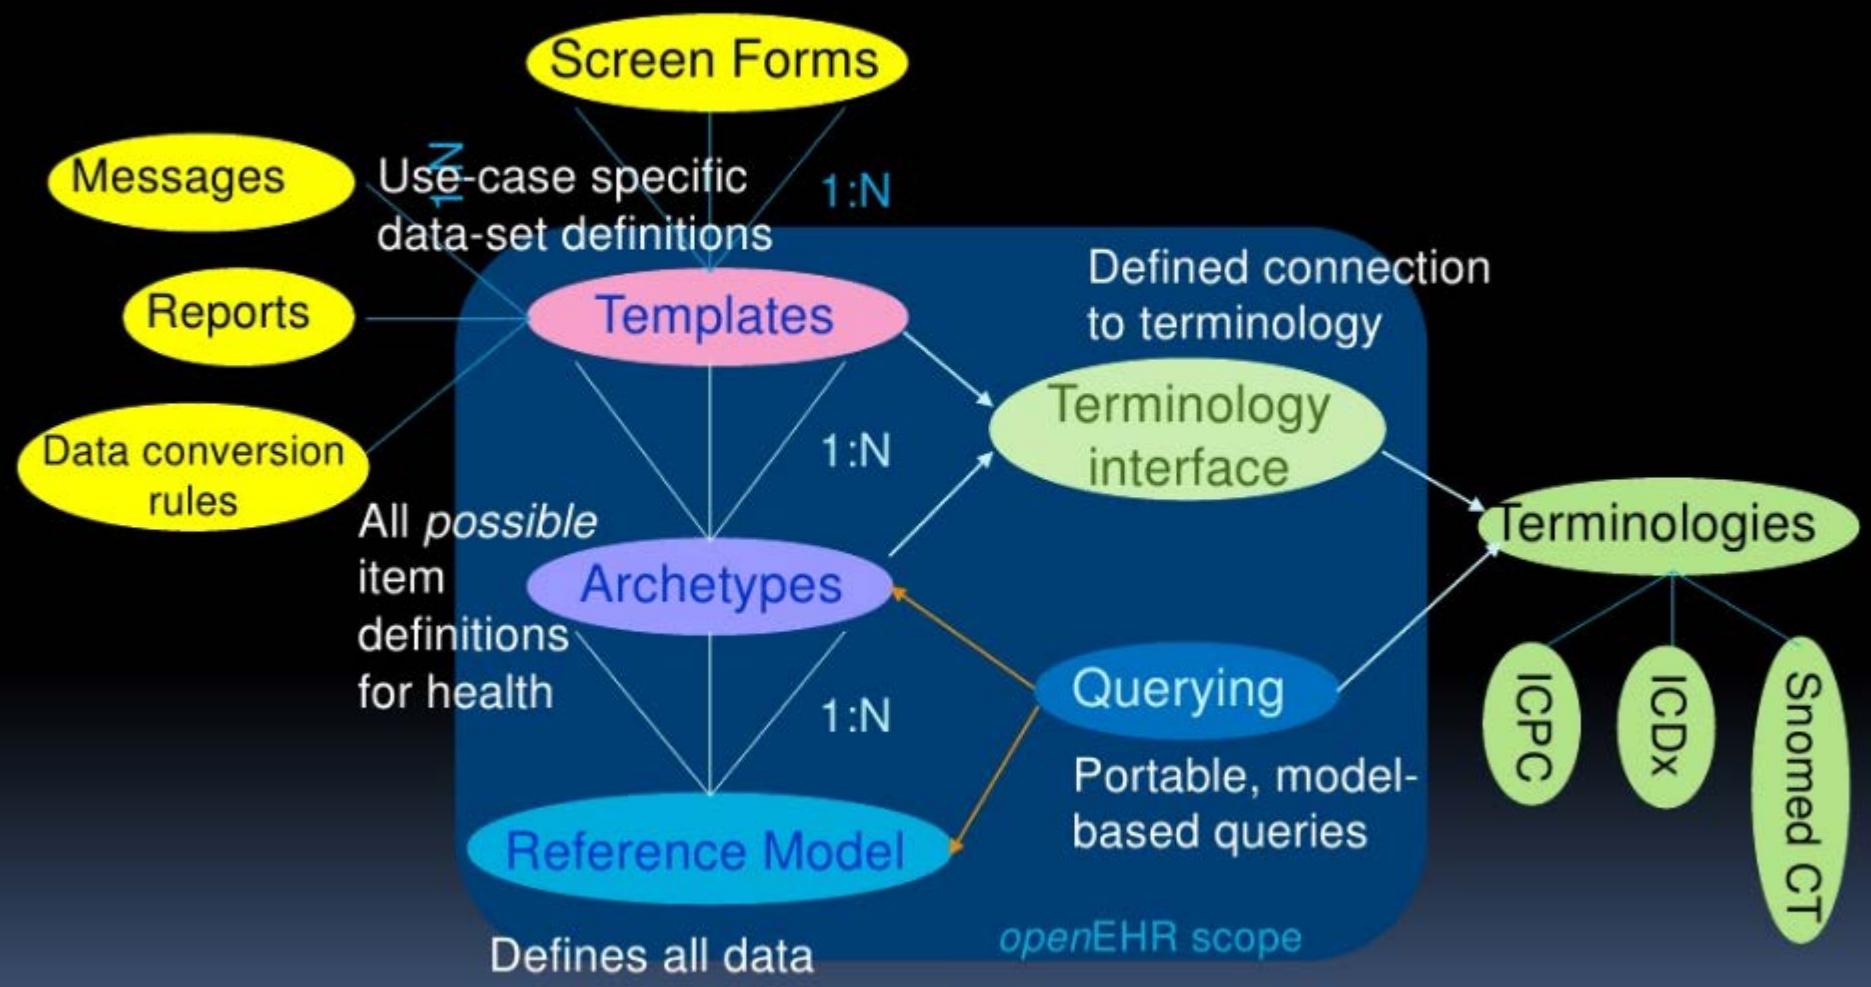 Screen Forms
Messages
1:N
Use-case specific
data-set definitions
1:N
Reports
Templates
Defined connection
to terminology
Data conversion
rules
1:N
Terminology
interface
All possible
item
definitions
for health
Archetypes
Terminologies
1:N
Querying
Portable, model-
based queries
ICPC
ICDx
Snomed CT
Reference Model
openEHR scope
Defines all data